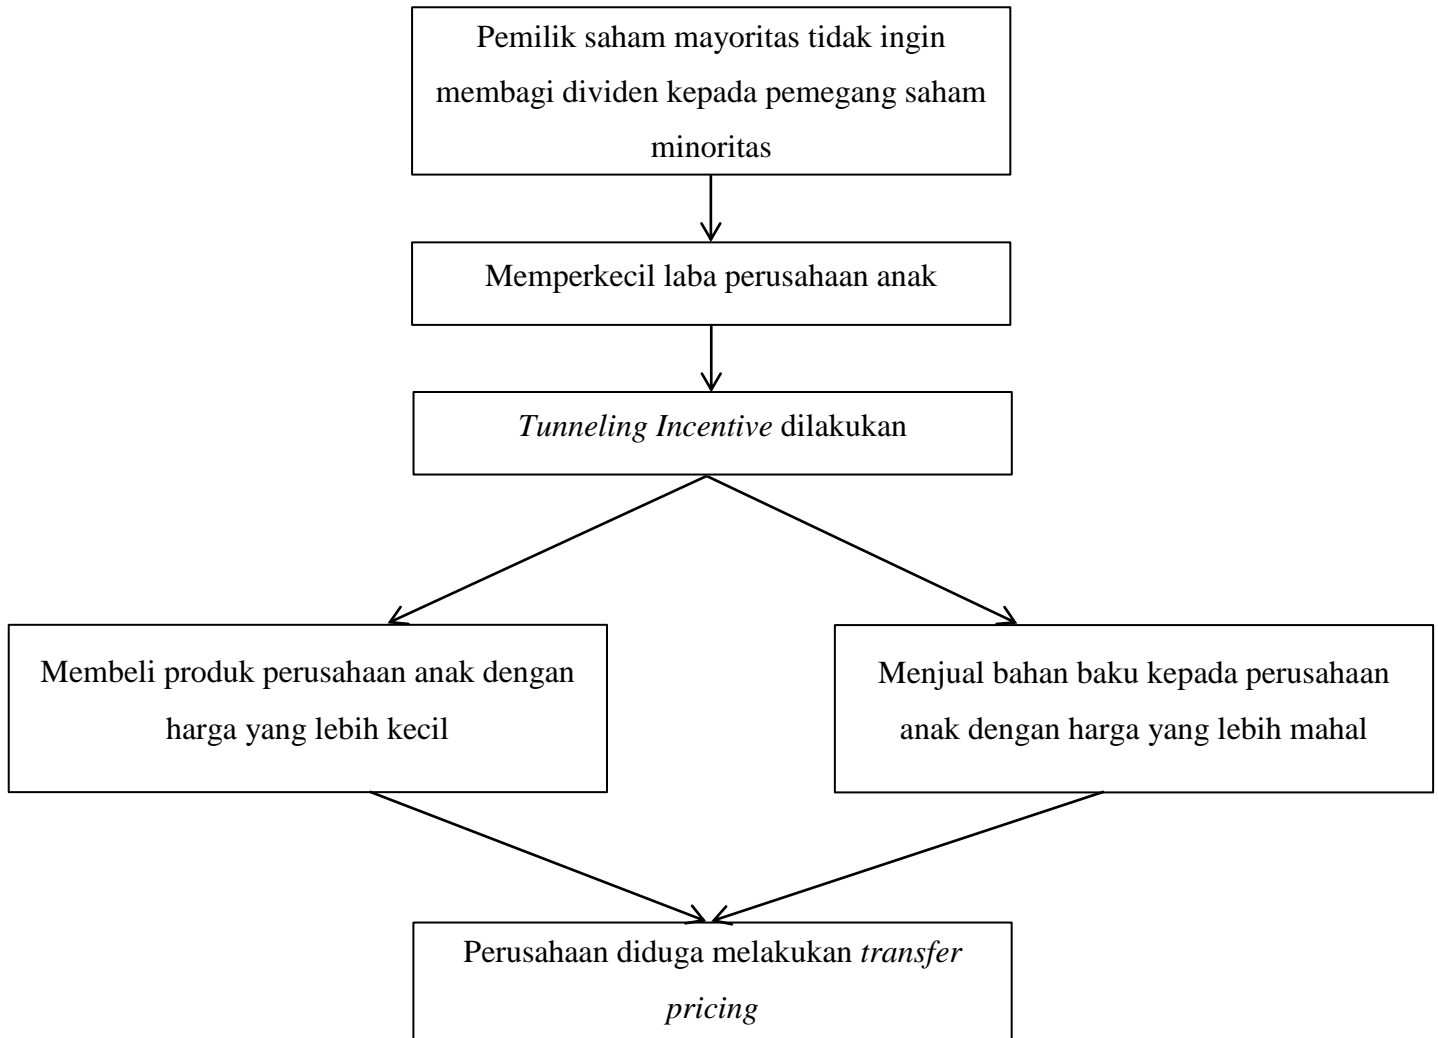 Pemilik saham mayoritas tidak ingin
membagi dividen kepada pemegang saham
minoritas
Memperkecil laba perusahaan anak
Tunneling Incentive dilakukan
Membeli produk perusahaan anak dengan
harga yang lebih kecil
Menjual bahan baku kepada perusahaan
anak dengan harga yang lebih mahal
Perusahaan diduga melakukan transfer
pricing